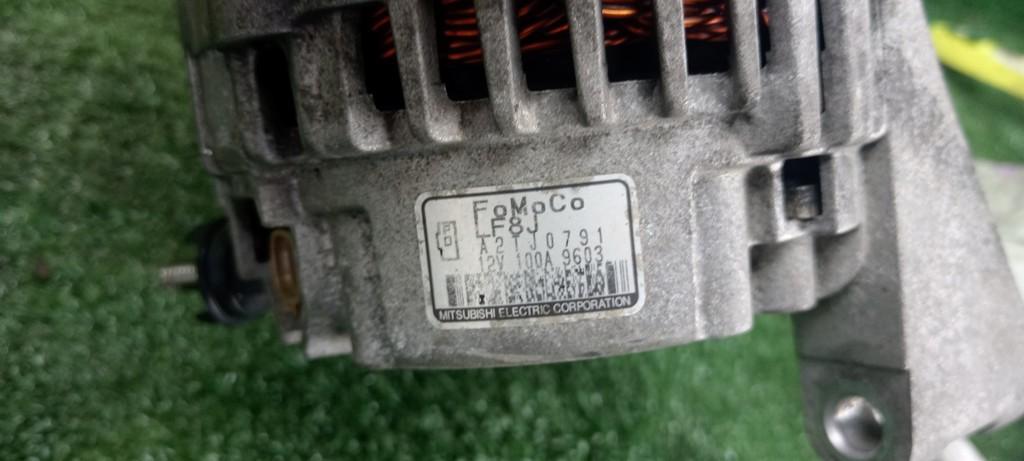 FoMoCo
LF8J
A2TJ0791
12V 100A 9603
MITSUBISHI ELECTRIC CORPORATION